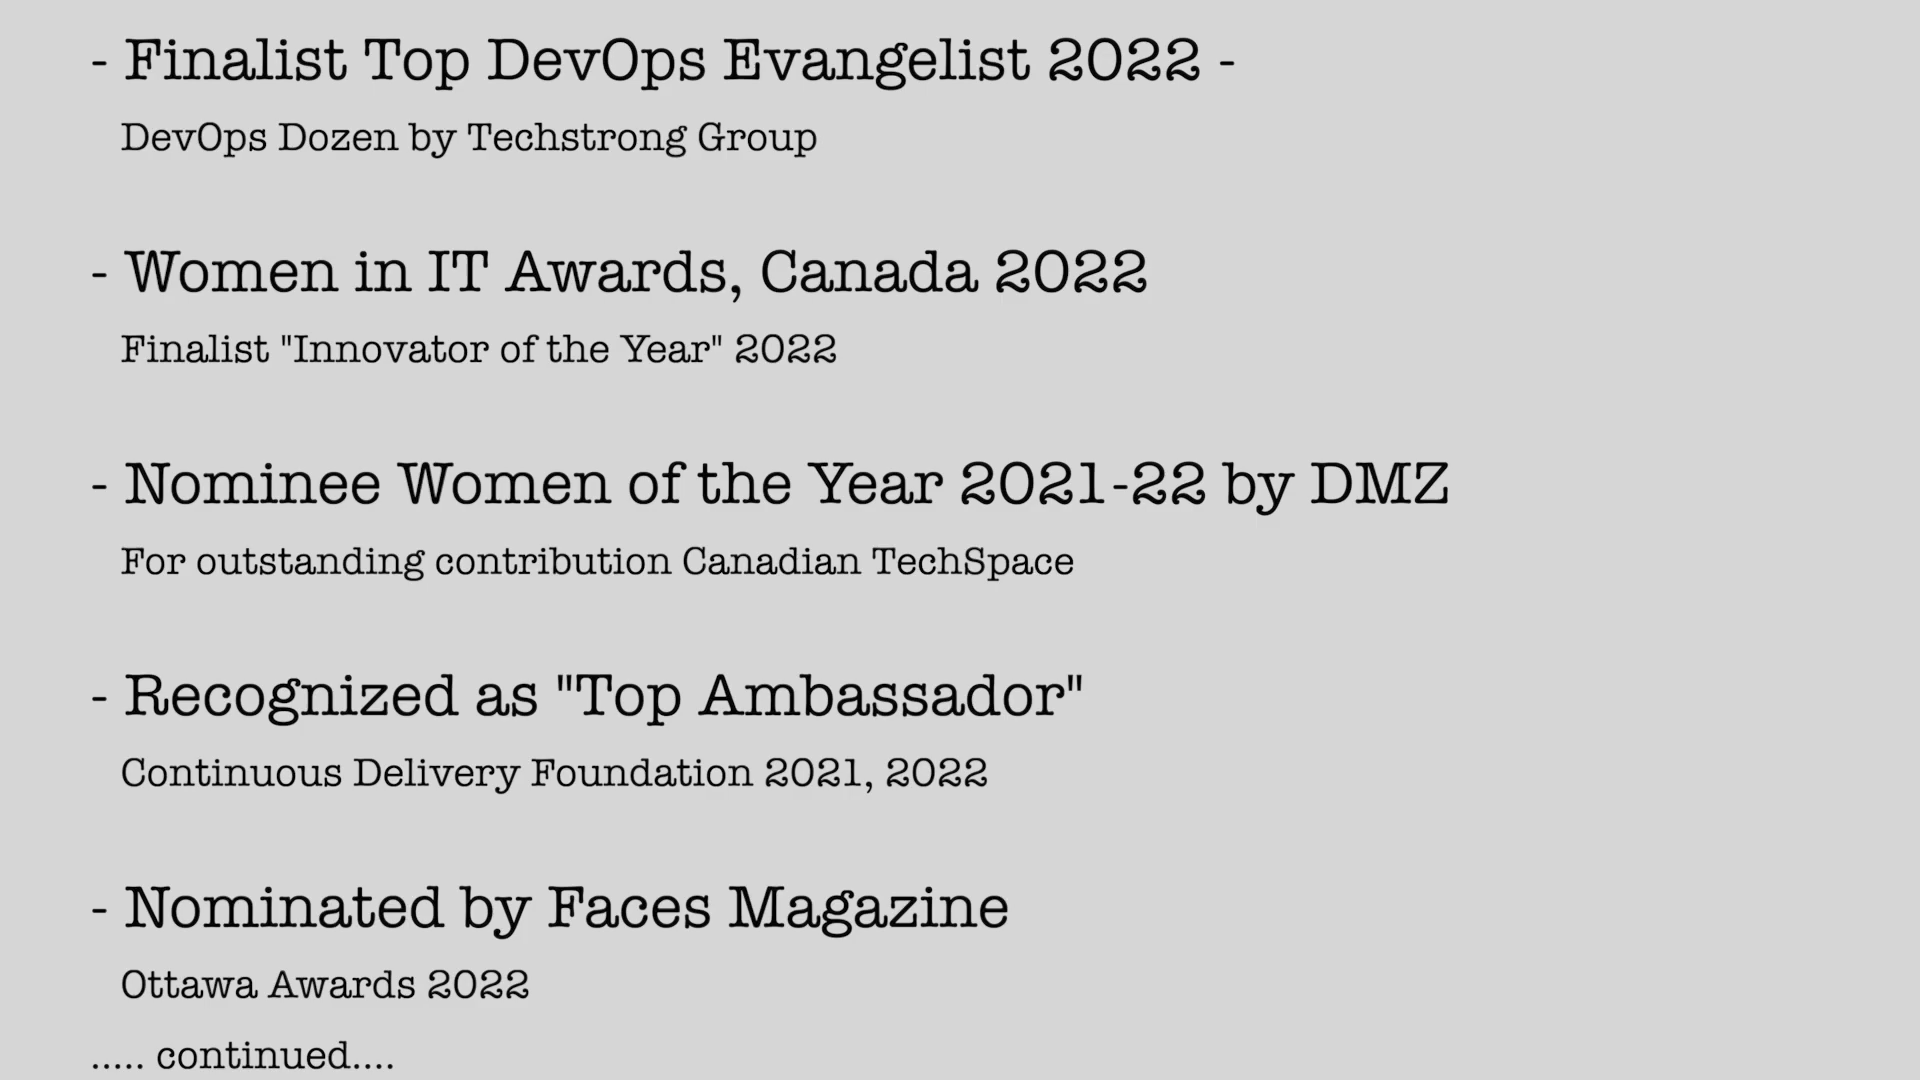 - Finalist Top DevOps Evangelist 2022 -
DevOps Dozen by Techstrong Group
- Women in IT Awards, Canada 2022
Finalist "Innovator of the Year" 2022
- Nominee Women of the Year 2021-22 by DMZ
For outstanding contribution Canadian TechSpace
- Recognized as "Top Ambassador"
Continuous Delivery Foundation 2021, 2022
- Nominated by Faces Magazine
Ottawa Awards 2022
..... continued....